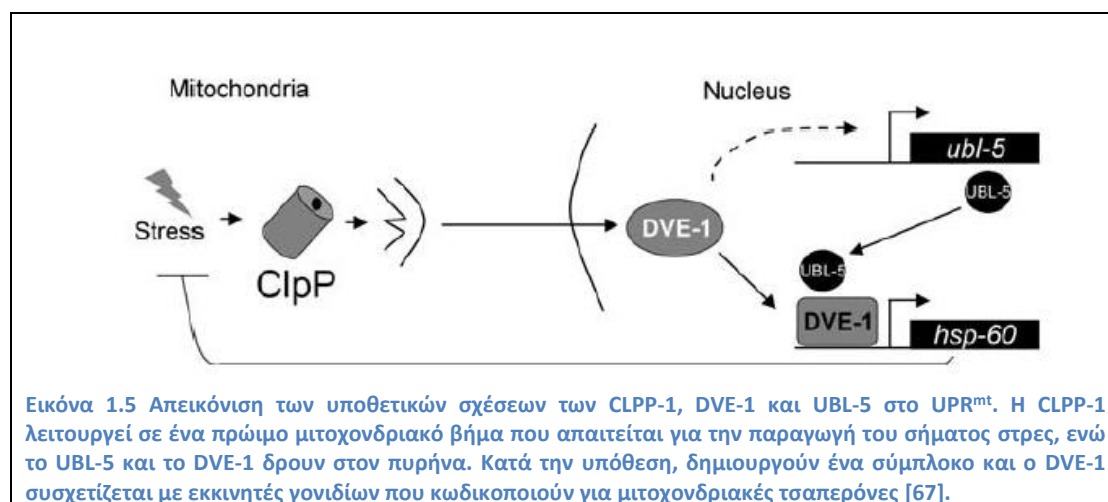 Mitochondria
Nucleus
ubl-5
UBL-5
Stress
ClpP
DVE-1
UBL-5
DVE-1
hsp-60
Εικόνα 1.5 Απεικόνιση των υποθετικών σχέσεων των CLPP-1, DVE-1 και UBL-5 στο UPRᵐᵗ. Η CLPP-1
λειτουργεί σε ένα πρώιμο μιτοχονδριακό βήμα που απαιτείται για την παραγωγή του σήματος στρες, ενώ
το UBL-5 και το DVE-1 δρουν στον πυρήνα. Κατά την υπόθεση, δημιουργούν ένα σύμπλοκο και ο DVE-1
συσχετίζεται με εκκινητές γονιδίων που κωδικοποιούν για μιτοχονδριακές τσαπερόνες [67].